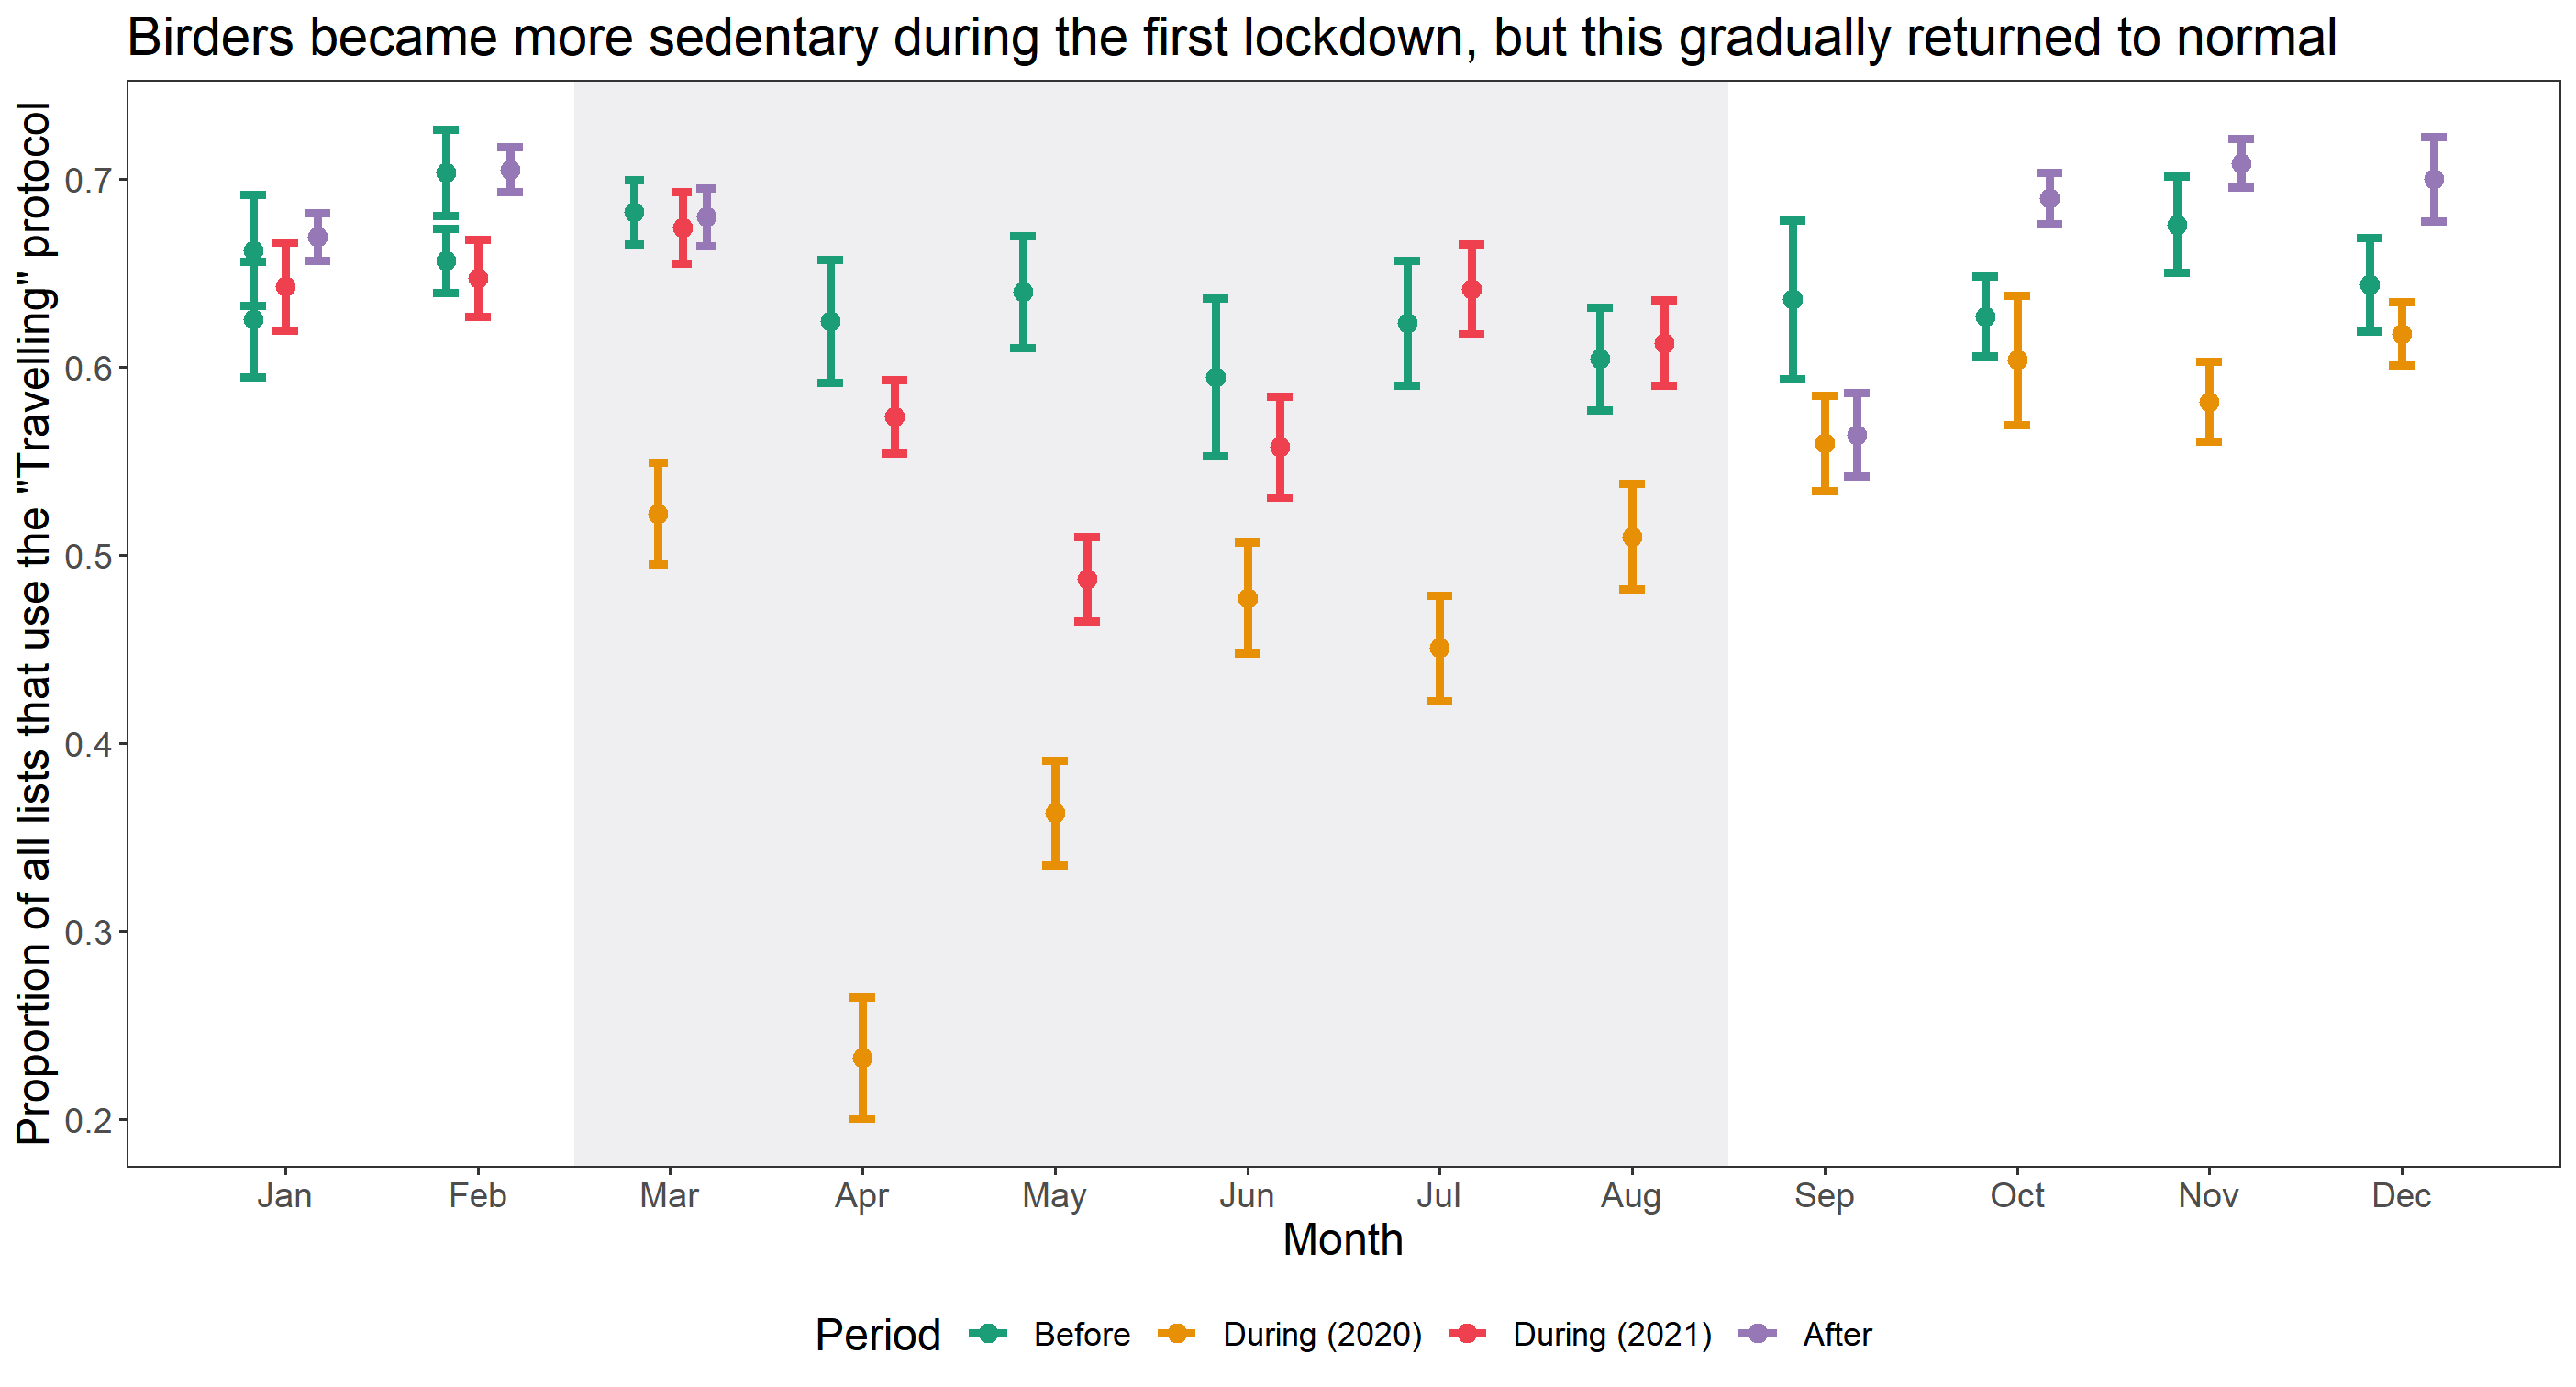 Birders became more sedentary during the first lockdown, but this gradually returned to normal
Proportion of all lists that use the "Travelling" protocol
0.7
0.6
0.5
0.4
0.3
0.2
Jan Feb Mar Apr May Jun Jul Aug Sep Oct Nov Dec
Month
Period Before During (2020) During (2021) After